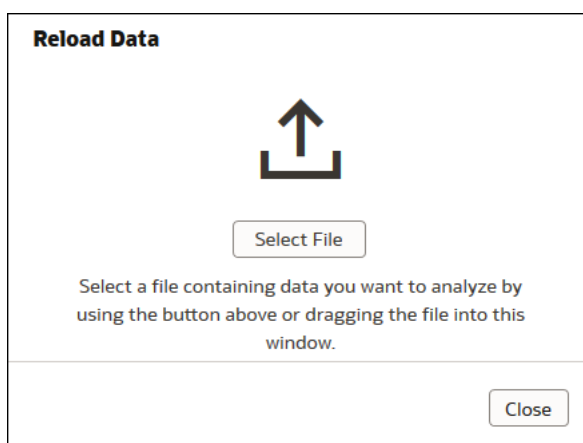 Reload Data
Select File
Select a file containing data you want to analyze by
using the button above or dragging the file into this
window.
Close